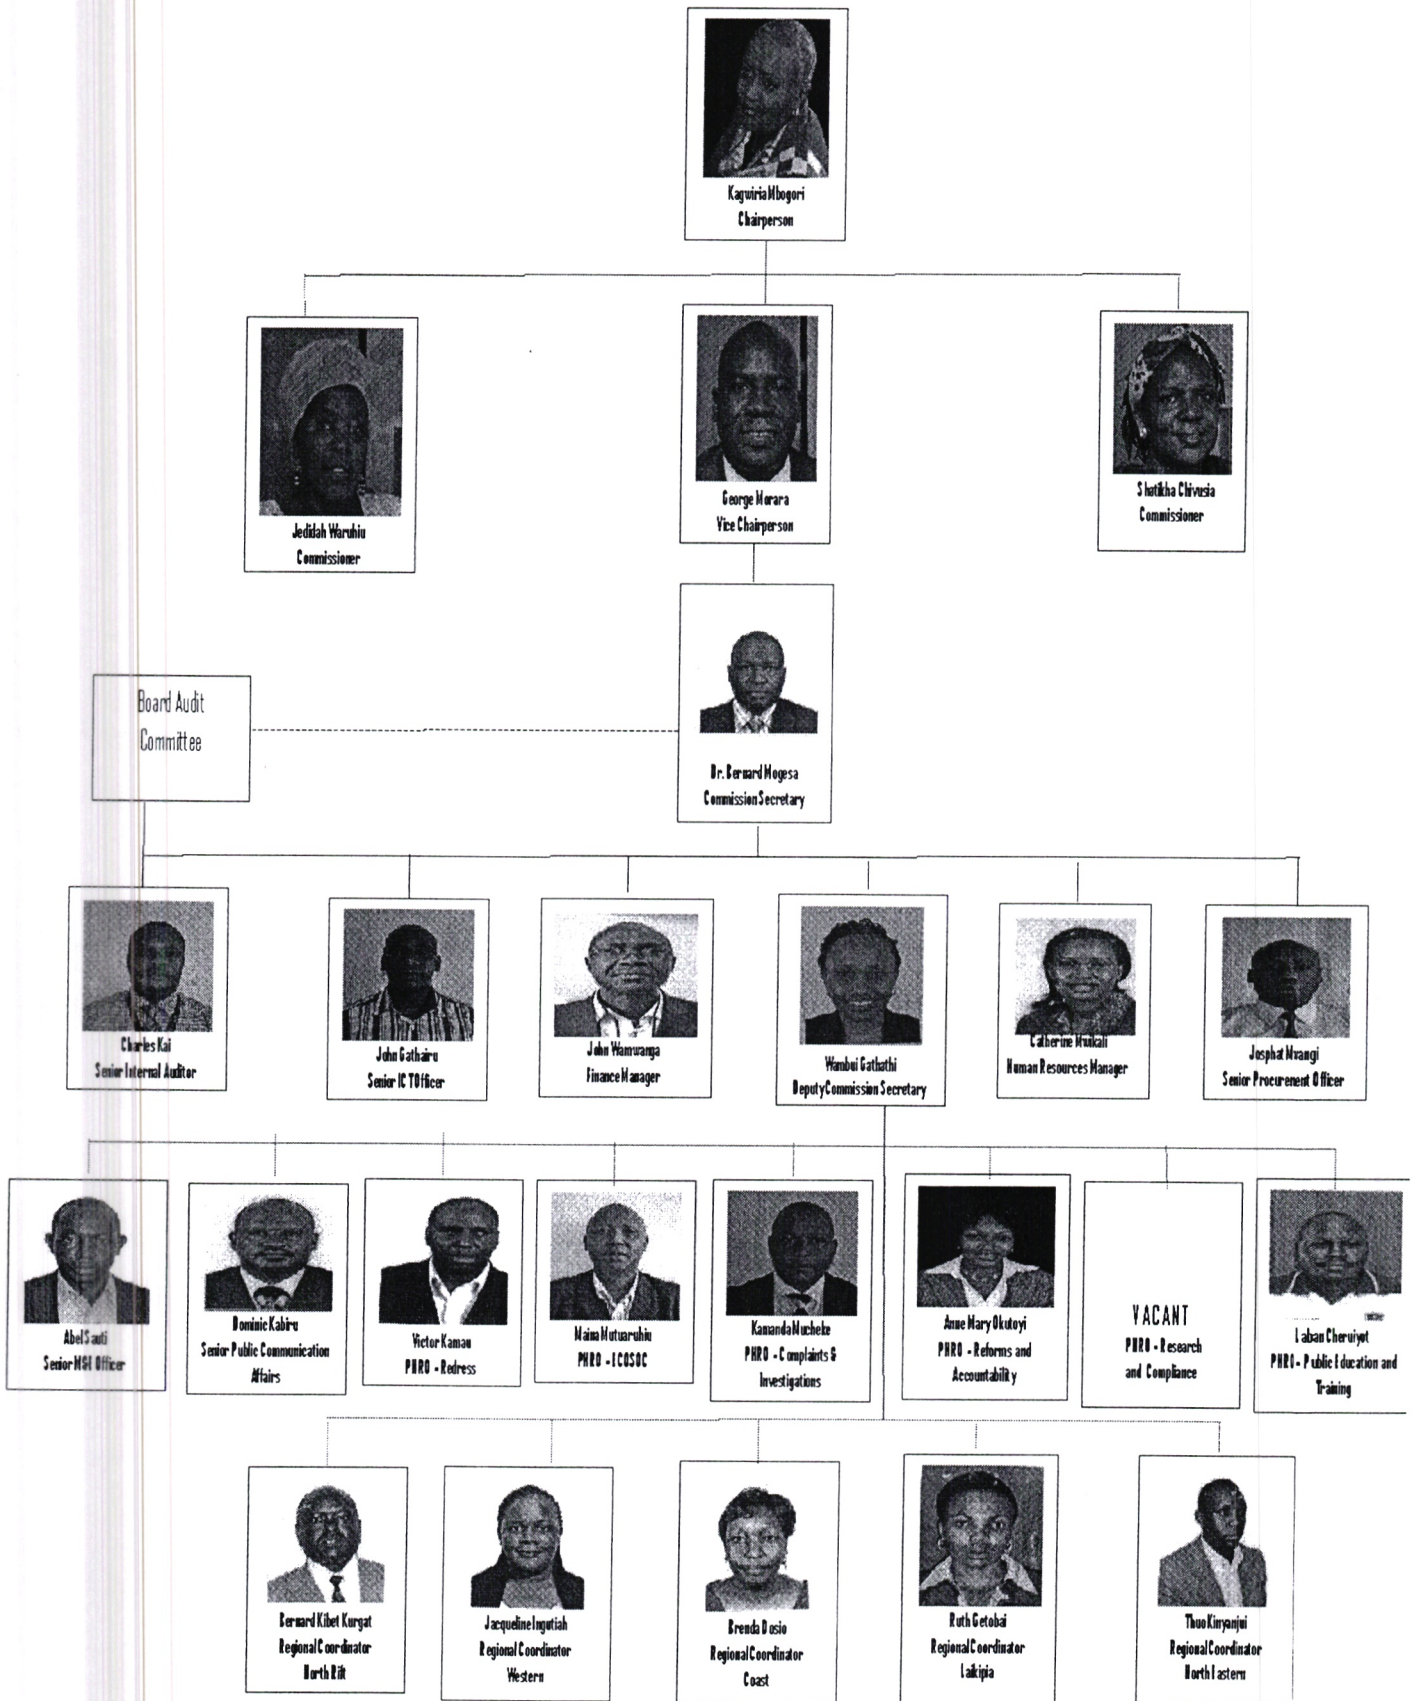 Kagwiria Mbogori
Chairperson
Jedidah Waruhiu
Commissioner
George Morara
Vice Chairperson
Shatikha Chivusia
Commissioner
Board Audit
Committee
Dr. Bernard Mogesa
Commission Secretary
Charles Kai
Senior Internal Auditor
John Gathairu
Senior ICT Officer
John Wamwanga
Finance Manager
Wambui Gathathi
Deputy Commission Secretary
Catherine Mwikali
Human Resources Manager
Josphat Mvangi
Senior Procurenent Officer
Abel Sauti
Senior M&E Officer
Dominic Kabiru
Senior Public Communication
Affairs
Victor Kamau
PHRO - Redress
Maina Mutuaruhiu
PHRO - ECOSOC
Kamanda Mucheke
PHRO - Complaints &
Investigations
Anne Mary Okutoyi
PHRO - Reforms and
Accountability
VACANT
PHRO - Research
and Compliance
Laban Cheruiyot
PHRO - Public Education and
Training
Bernard Kibet Kurgat
Regional Coordinator
North Rift
Jacqueline Ingutiah
Regional Coordinator
Western
Brenda Dosio
Regional Coordinator
Coast
Ruth Getobai
Regional Coordinator
Laikipia
Thuo Kinyanjui
Regional Coordinator
North Eastern